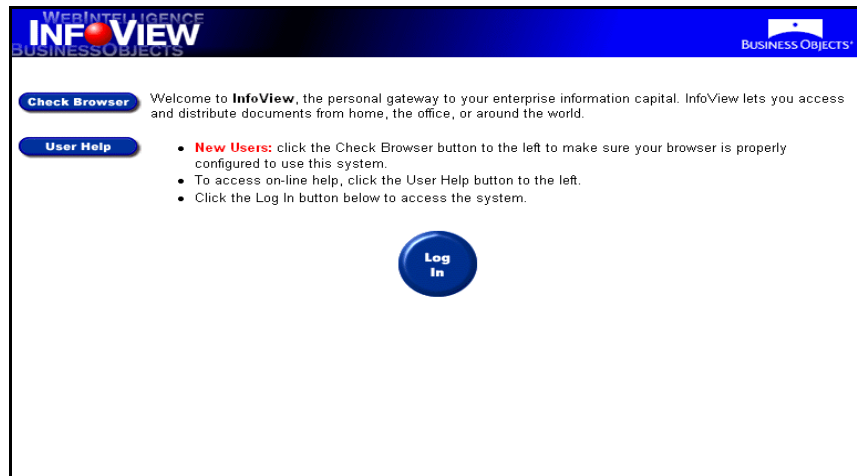 WEBINTELLIGENCE
INFOVIEW
BUSINESSOBJECTS
BUSINESS OBJECTS
Check Browser
Welcome to InfoView, the personal gateway to your enterprise information capital. InfoView lets you access
and distribute documents from home, the office, or around the world.
User Help
• New Users: click the Check Browser button to the left to make sure your browser is properly
configured to use this system.
• To access on-line help, click the User Help button to the left.
• Click the Log In button below to access the system.
Log
In